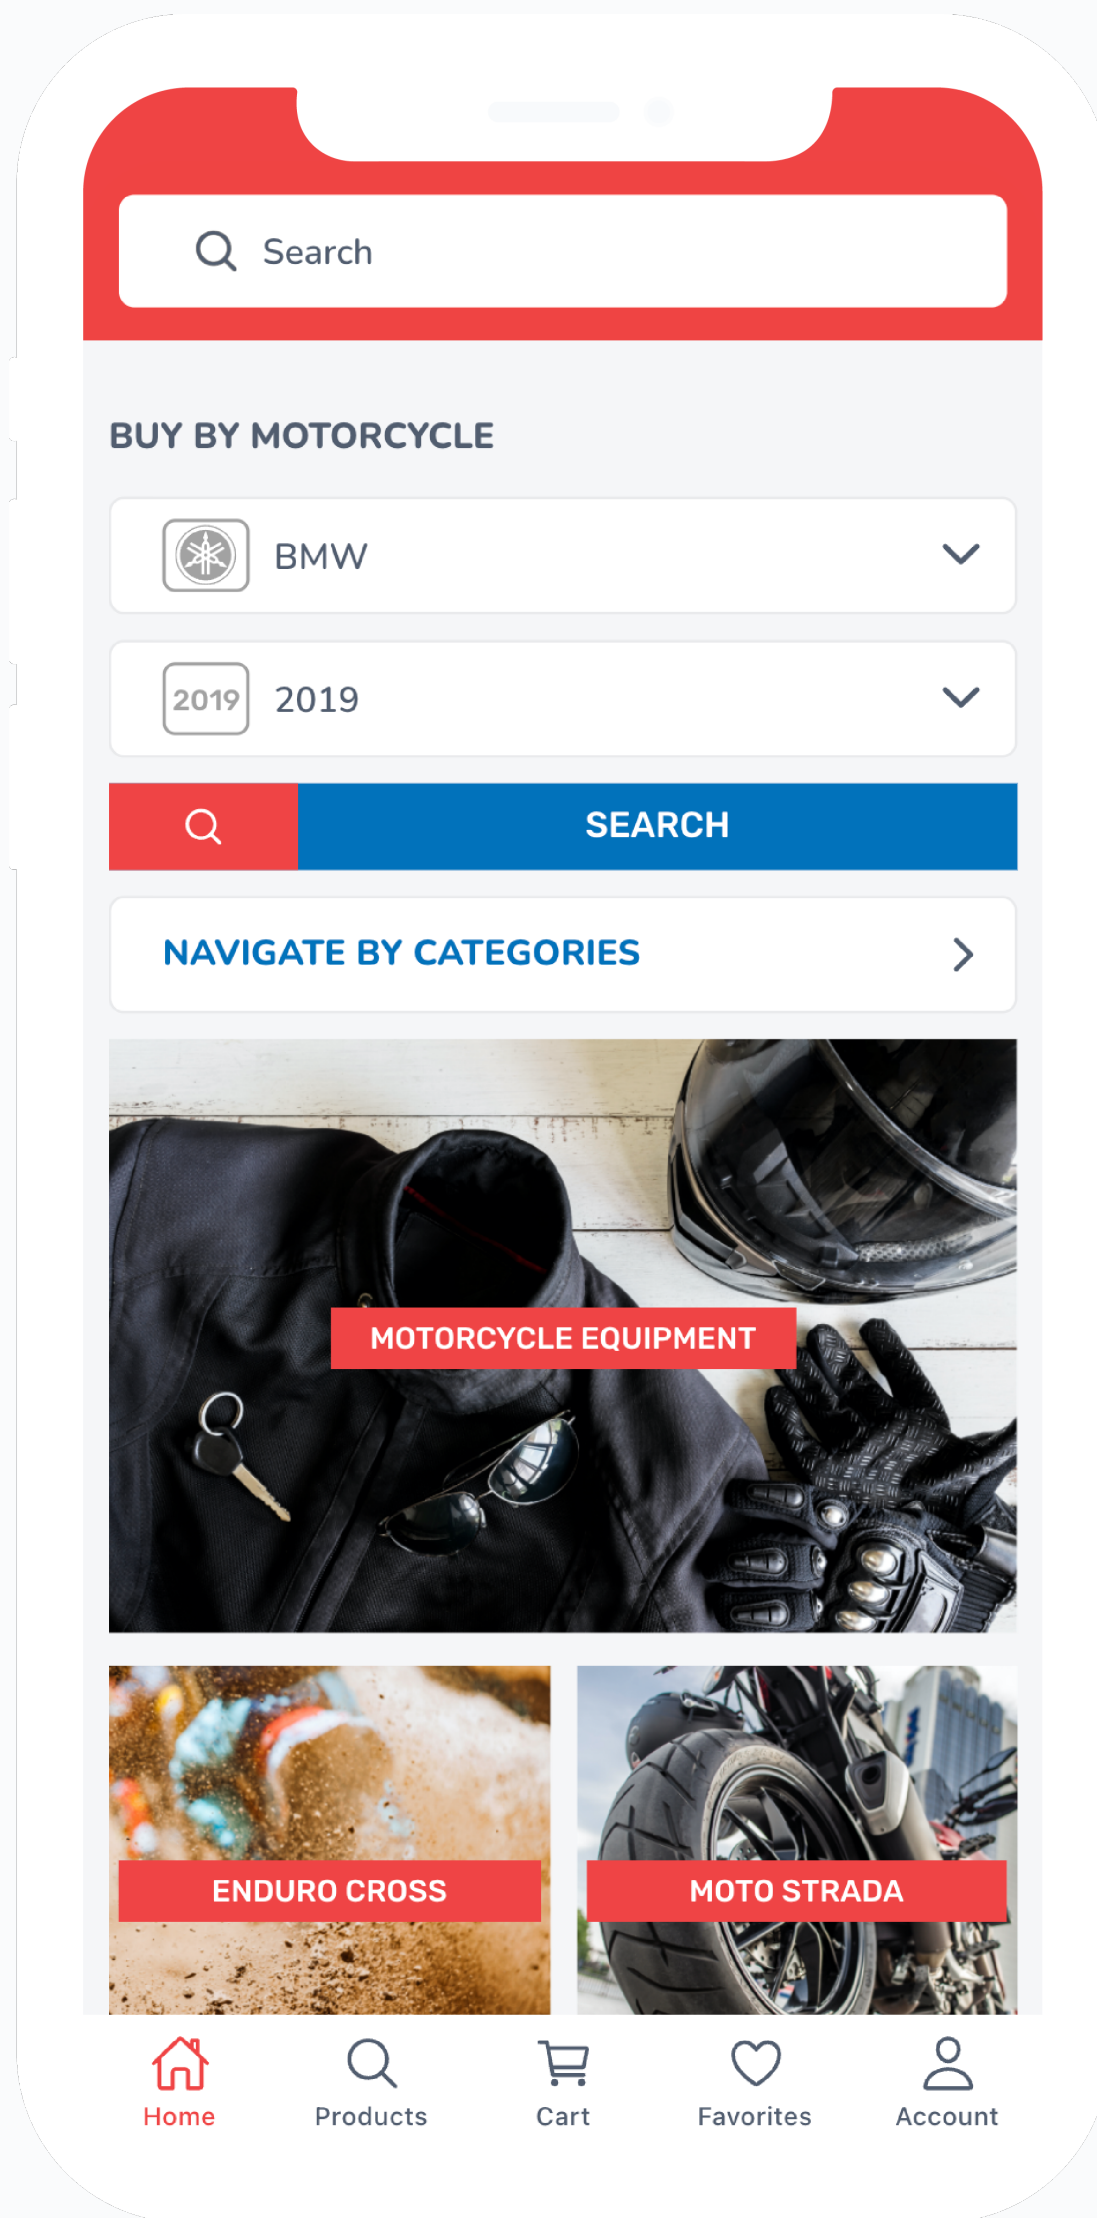 Search
BUY BY MOTORCYCLE
BMW
2019 2019
SEARCH
NAVIGATE BY CATEGORIES
MOTORCYCLE EQUIPMENT
ENDURO CROSS
MOTO STRADA
Home
Products
Cart
Favorites
Account